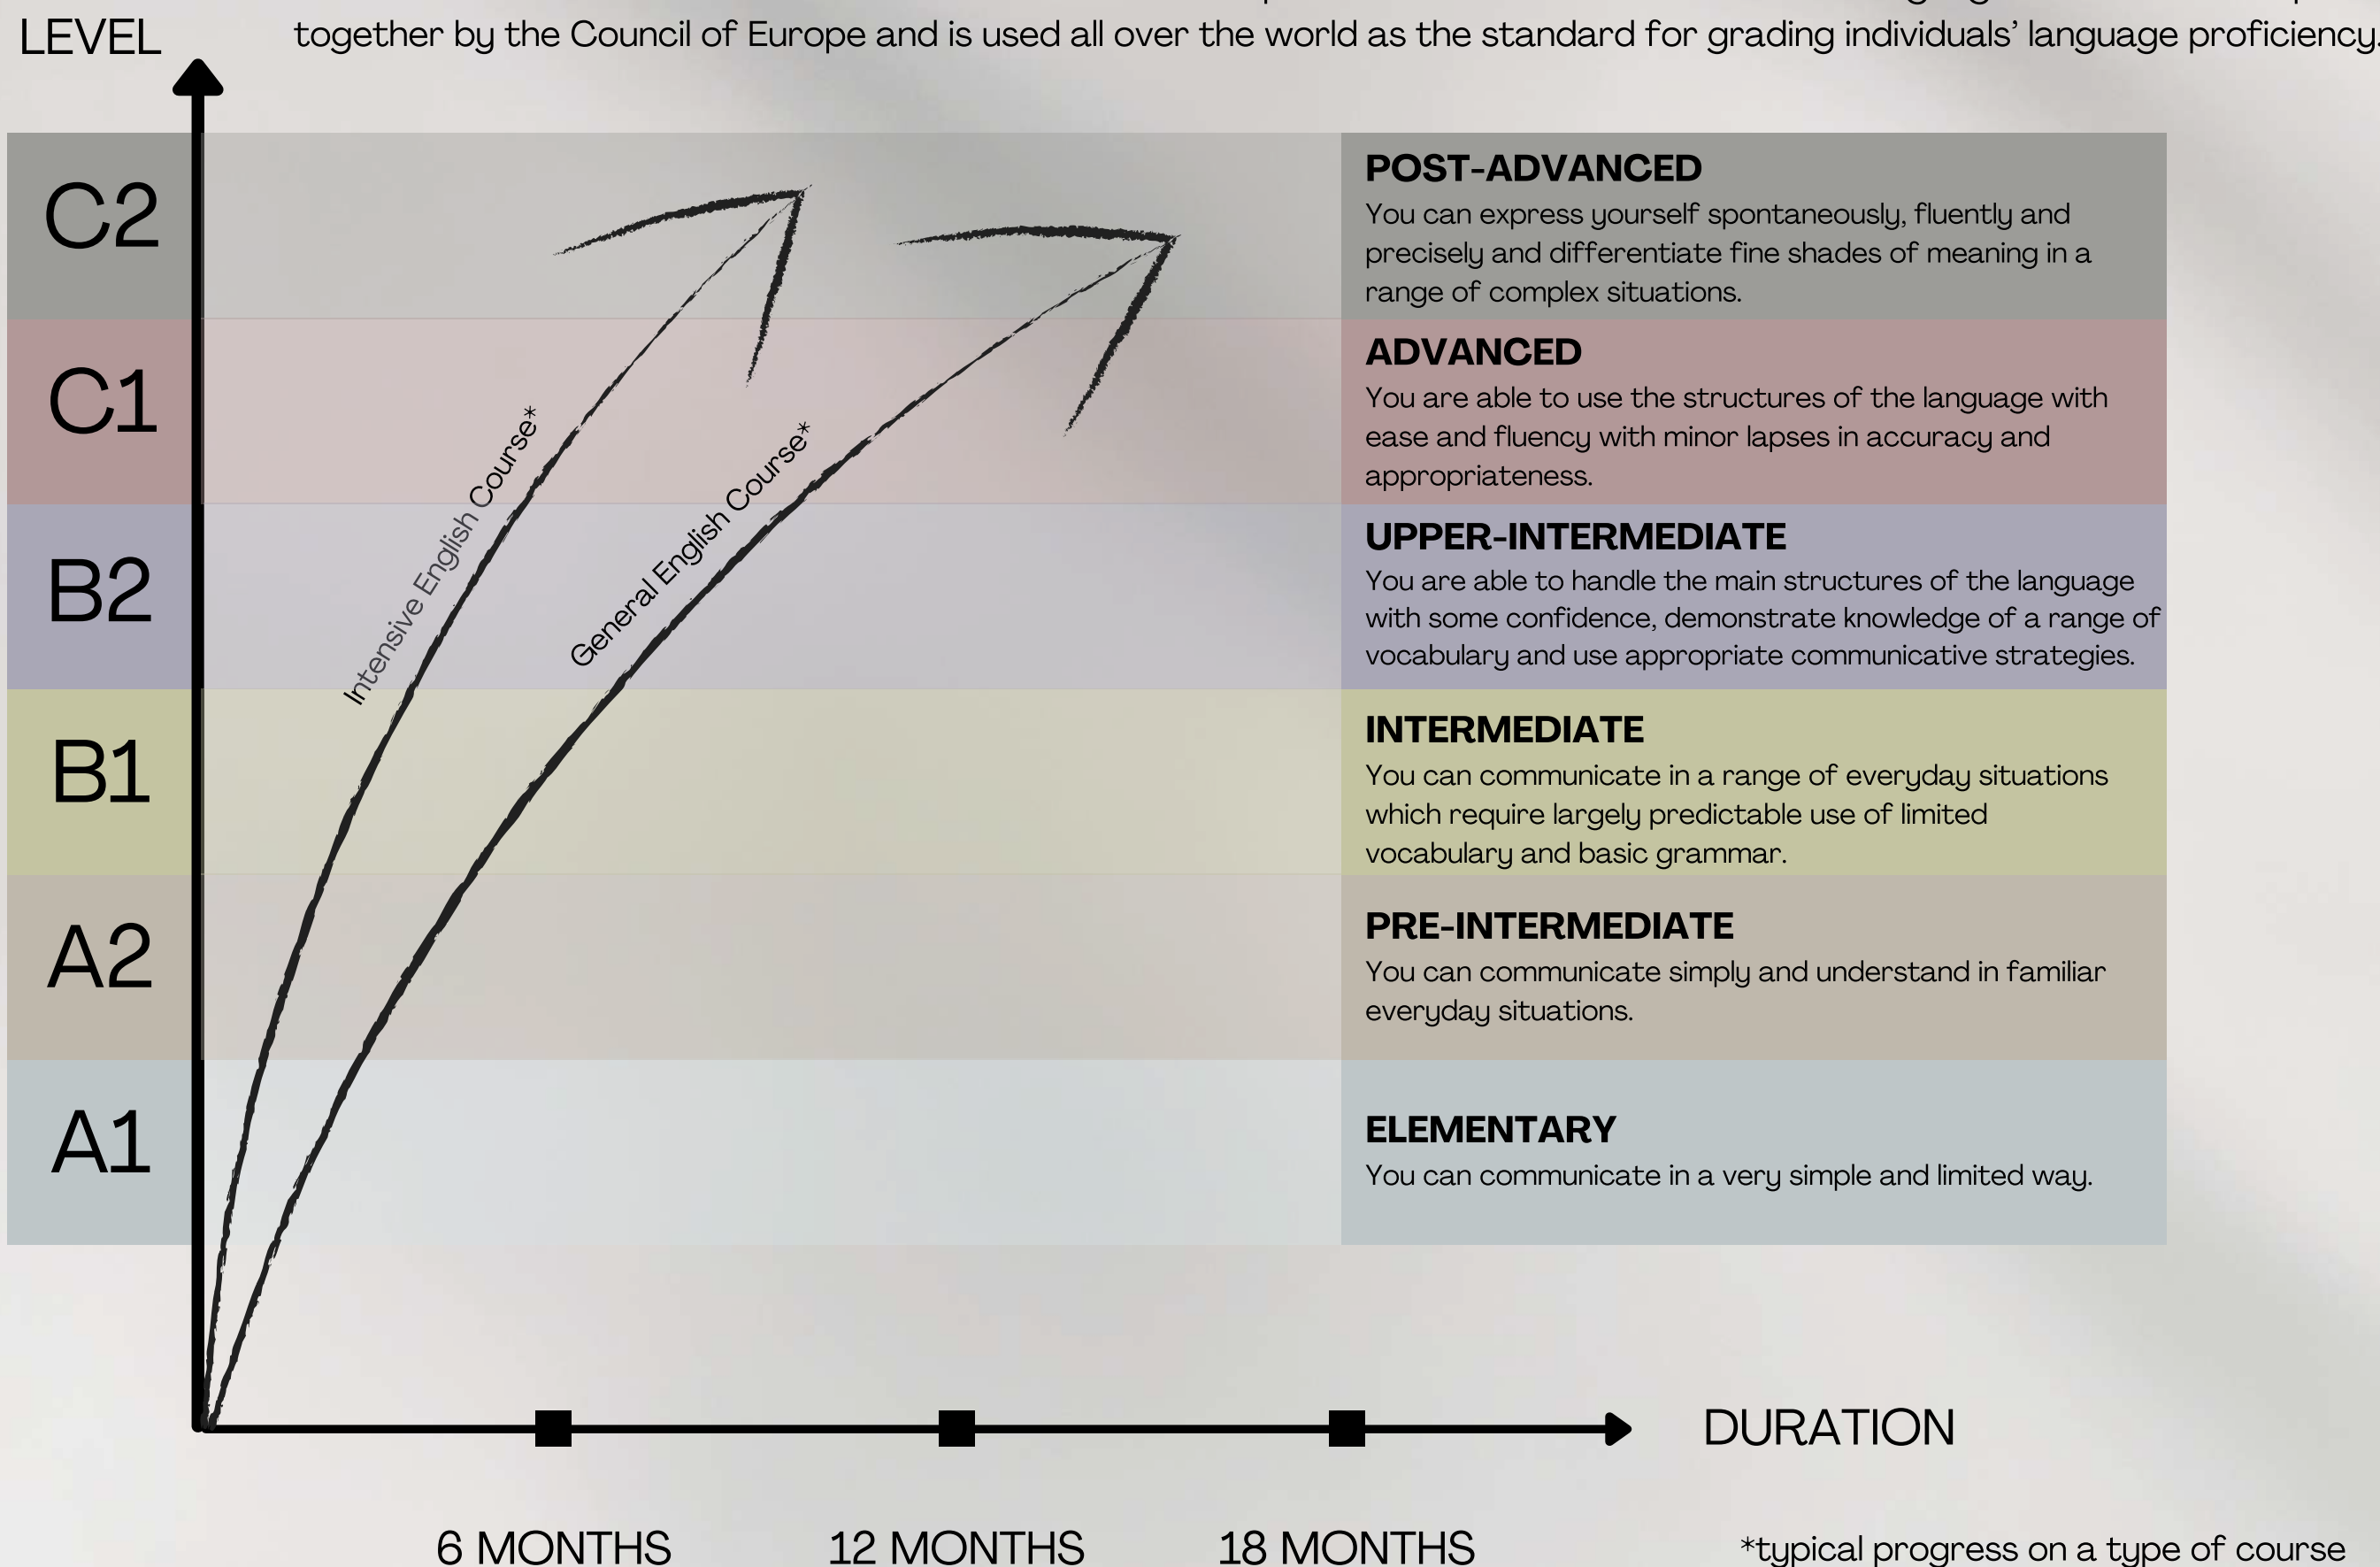 LEVEL
together by the Council of Europe and is used all over the world as the standard for grading individuals’ language proficiency.
C2
POST-ADVANCED
You can express yourself spontaneously, fluently and
precisely and differentiate fine shades of meaning in a
range of complex situations.
C1
ADVANCED
You are able to use the structures of the language with
ease and fluency with minor lapses in accuracy and
appropriateness.
B2
UPPER-INTERMEDIATE
You are able to handle the main structures of the language
with some confidence, demonstrate knowledge of a range of
vocabulary and use appropriate communicative strategies.
B1
INTERMEDIATE
You can communicate in a range of everyday situations
which require largely predictable use of limited
vocabulary and basic grammar.
A2
PRE-INTERMEDIATE
You can communicate simply and understand in familiar
everyday situations.
A1
ELEMENTARY
You can communicate in a very simple and limited way.
Intensive English Course*
General English Course*
DURATION
6 MONTHS
12 MONTHS
18 MONTHS
*typical progress on a type of course